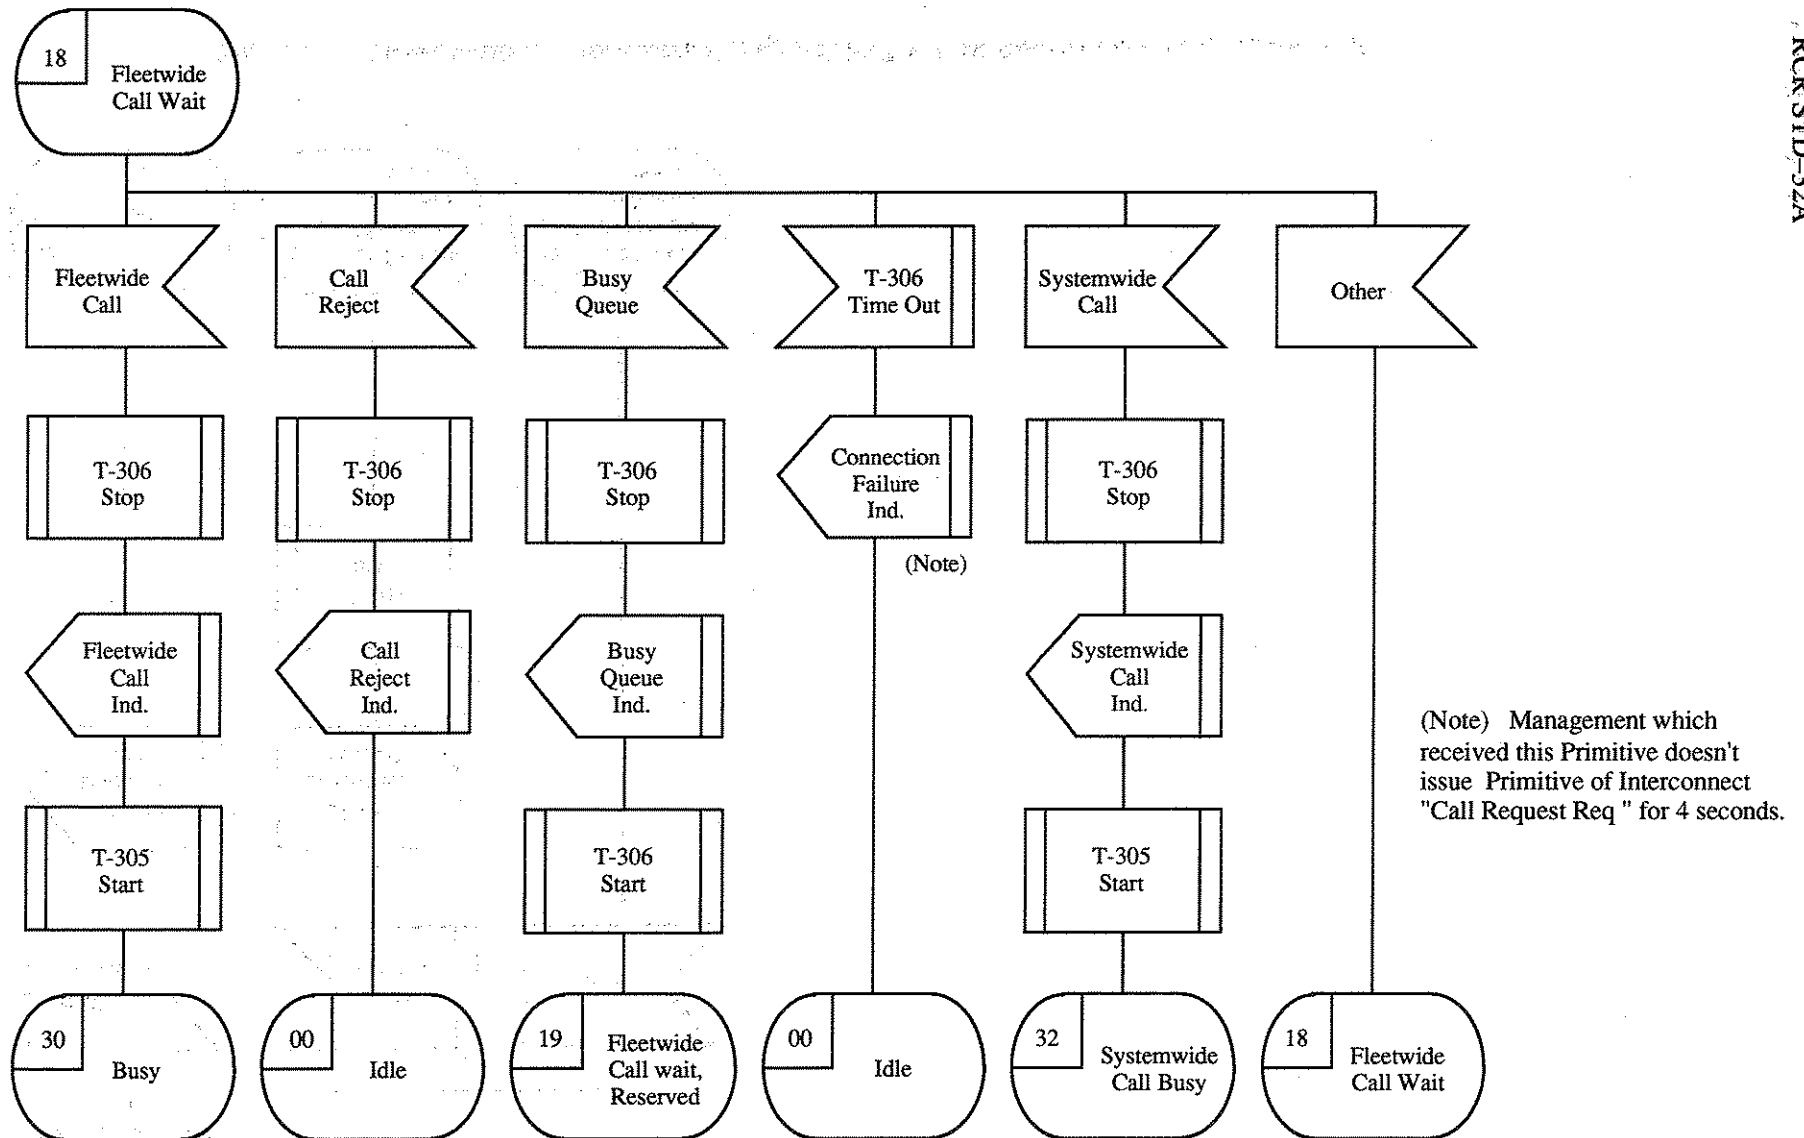 18
Fleetwide
Call Wait
Fleetwide
Call
Call
Reject
Busy
Queue
T-306
Time Out
Systemwide
Call
Other
T-306
Stop
T-306
Stop
T-306
Stop
Connection
Failure
Ind.
(Note)
T-306
Stop
Fleetwide
Call
Ind.
Call
Reject
Ind.
Busy
Queue
Ind.
Systemwide
Call
Ind.
(Note) Management which
received this Primitive doesn't
issue Primitive of Interconnect
"Call Request Req " for 4 seconds.
T-305
Start
T-306
Start
T-305
Start
30
Busy
00
Idle
19
Fleetwide
Call wait,
Reserved
00
Idle
32
Systemwide
Call Busy
18
Fleetwide
Call Wait